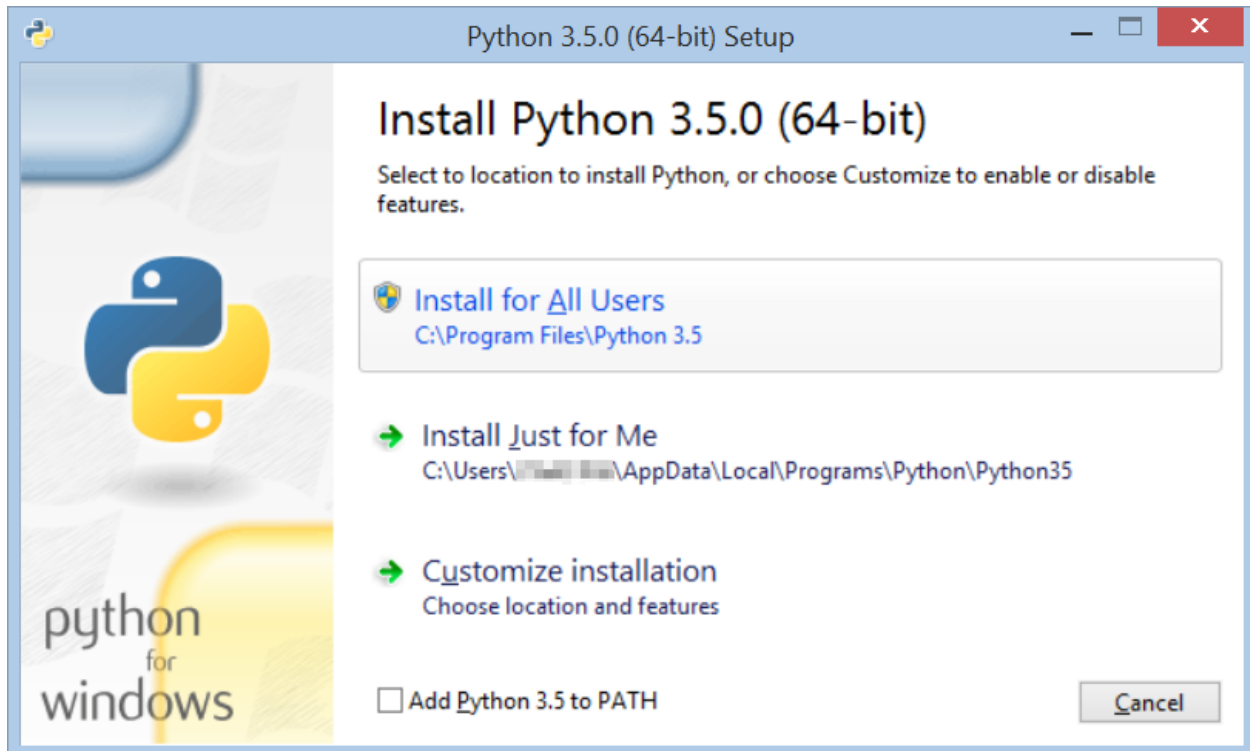 Python 3.5.0 (64-bit) Setup
Install Python 3.5.0 (64-bit)
Select to location to install Python, or choose Customize to enable or disable
features.
Install for All Users
C:\Program Files\Python 3.5
Install Just for Me
C:\Users\ \AppData\Local\Programs\Python\Python35
Customize installation
Choose location and features
python
for
windows
Add Python 3.5 to PATH
Cancel